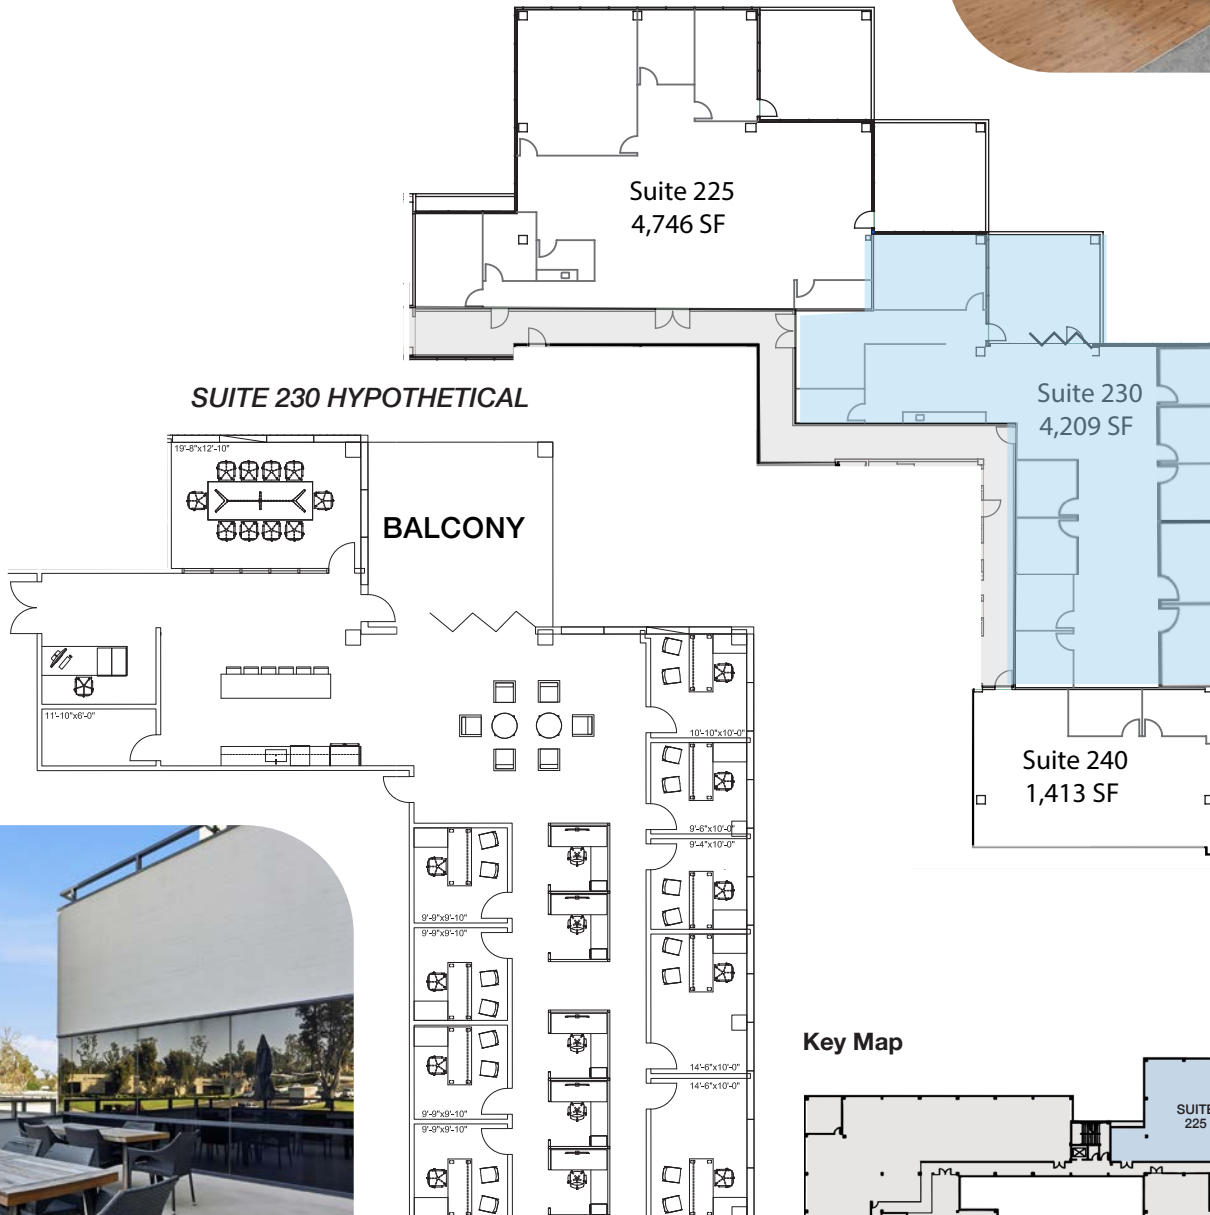 Suite 225
4,746 SF
SUITE 230 HYPOTHETICAL
Suite 230
4,209 SF
19'-8"x12'-10"
BALCONY
11'-10"x6'-0"
10'-10"x10'-0"
Suite 240
1,413 SF
9'-6"x10'-0"
9'-4"x10'-0"
9'-9"x9'-10"
9'-9"x9'-10"
14'-6"x10'-0"
14'-6"x10'-0"
9'-9"x9'-10"
9'-9"x9'-10"
Key Map
SUITE
225